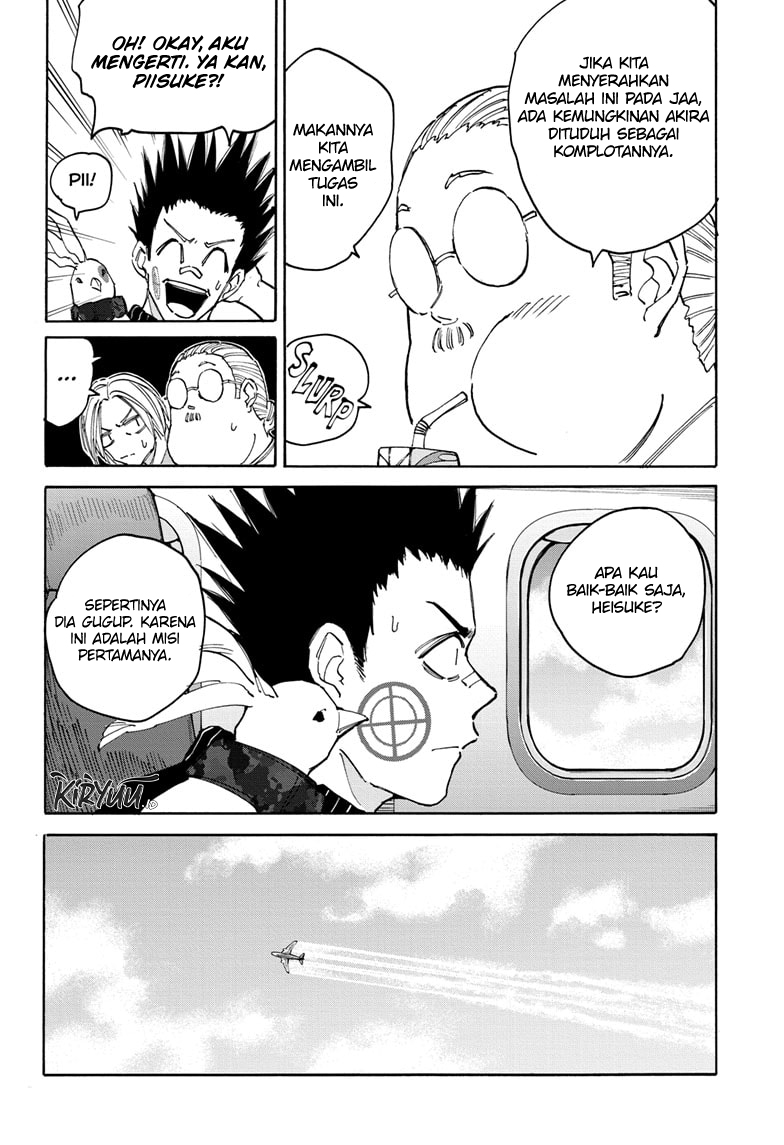 JIKA KITA
MENYERAHKAN
MASALAH INI PADA JAA,
ADA KEMUNGKINAN AKIRA
DITUDUH SEBAGAI
KOMPLOTANNYA.
MAKANNYA
KITA
MENGAMBIL
TUGAS
INI.
SLURP
OH! OKAY, AKU
MENGERTI. YA KAN,
PIISUKE?!
PII!
...
APA KAU
BAIK-BAIK SAJA,
HEISUKE?
SEPERTINYA
DIA GUGUP. KARENA
INI ADALAH MISI
PERTAMANYA.
KIRYUU